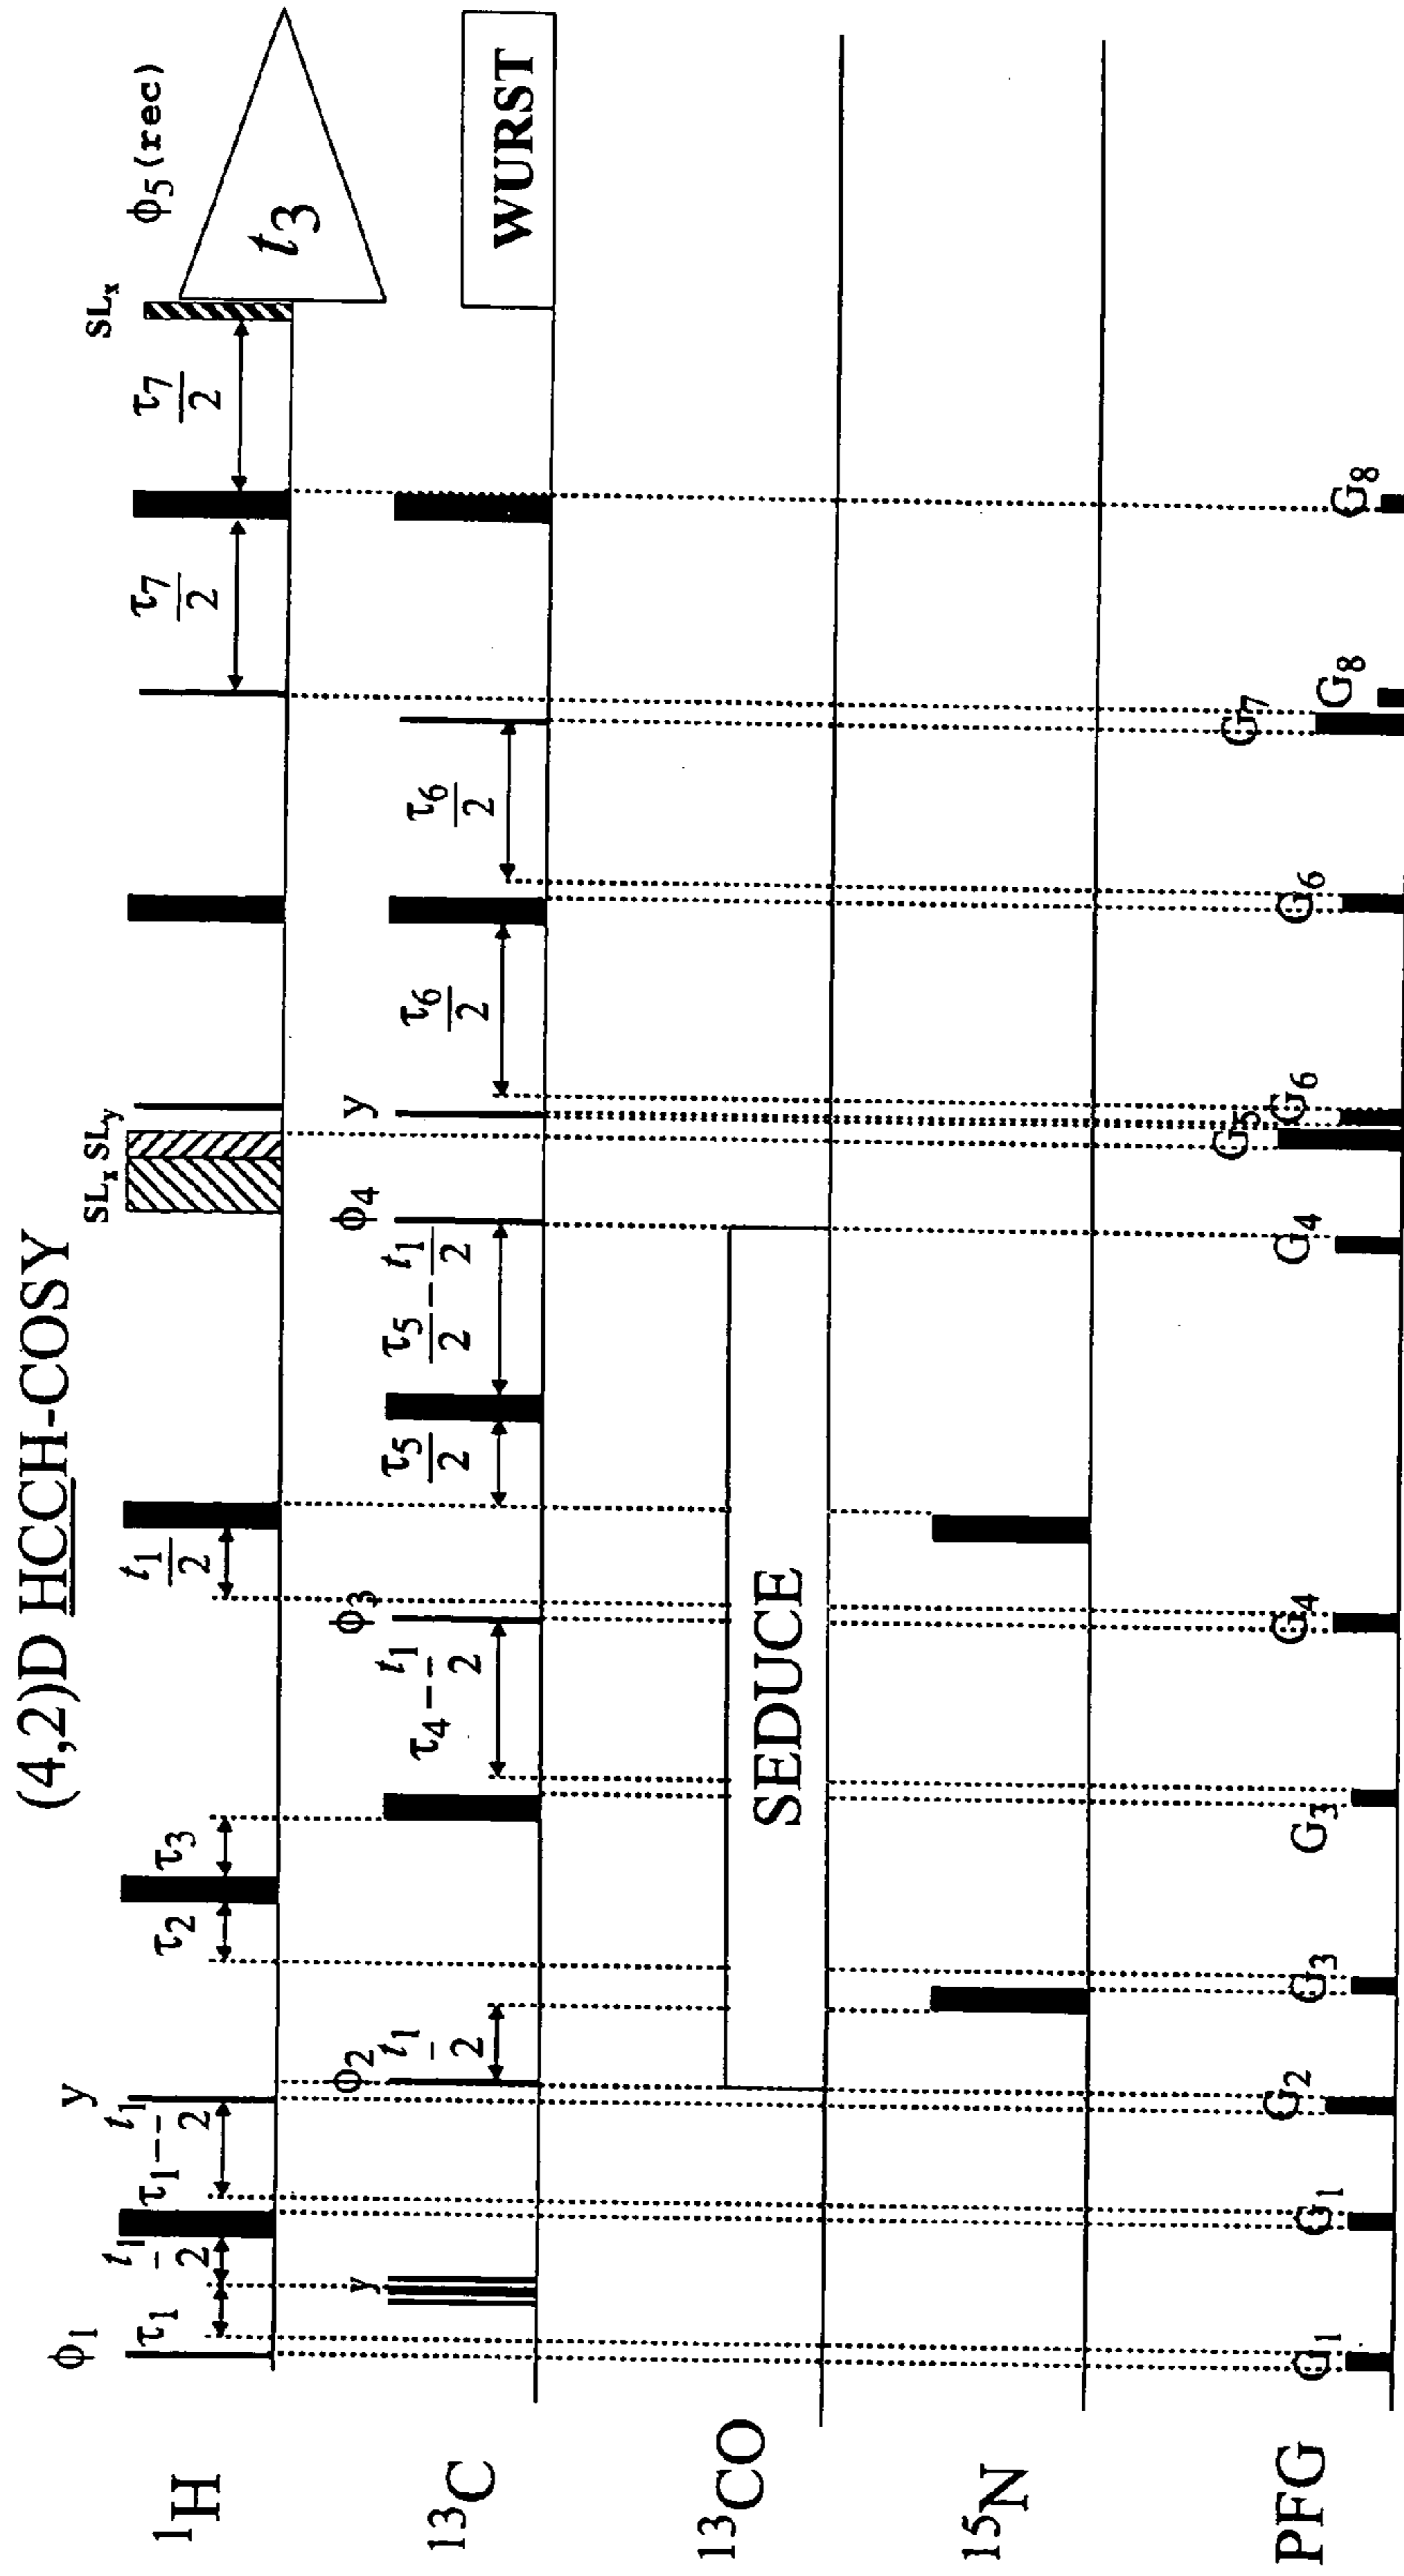 (4,2)D HCCH-COSY
ϕ1
τ1
t1/2
τ1 – t1/2
y
t1/2
τ2
τ3
SLx SLy
τ7/2
τ7/2
SLx
ϕ5(rec)
t3
1H
y
ϕ2
t1/2
τ4 – t1/2
ϕ3
τ5/2
τ5/2 – t1/2
ϕ4
y
τ6/2
τ6/2
WURST
13C
SEDUCE
13CO
15N
G1
G1
G2
G3
G3
G4
G4
G5
G6
G6
G7
G8
G8
PFG